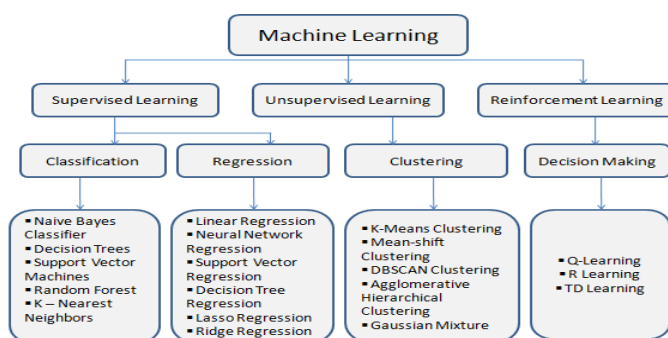 Machine Learning
Supervised Learning
Unsupervised Learning
Reinforcement Learning
Classification
Regression
Clustering
Decision Making
▪ Naive Bayes
Classifier
▪ Decision Trees
▪ Support Vector
Machines
▪ Random Forest
▪ K – Nearest
Neighbors
▪ Linear Regression
▪ Neural Network
Regression
▪ Support Vector
Regression
▪ Decision Tree
Regression
▪ Lasso Regression
▪ Ridge Regression
▪ K-Means Clustering
▪ Mean-shift
Clustering
▪ DBSCAN Clustering
▪ Agglomerative
Hierarchical
Clustering
▪ Gaussian Mixture
▪ Q-Learning
▪ R Learning
▪ TD Learning